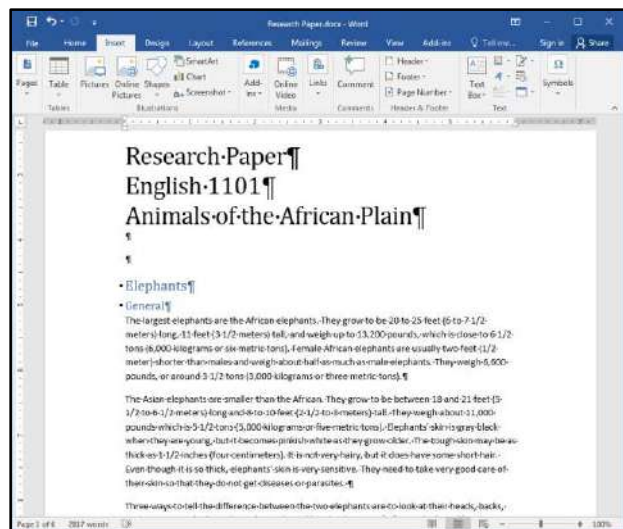 Research Paper.docx - Word
File Home Insert Design Layout References Mailings Review View Add-ins Tell me... Sign in Share
Pages
Table
Pictures
Online Pictures
Shapes
SmartArt
Chart
Screenshot
Add-ins
Online Video
Links
Comment
Header
Footer
Page Number
Text Box
Symbols
Tables Illustrations Media Comments Header & Footer Text
Research·Paper¶
English·1101¶
Animals·of·the·African·Plain¶
¶
¶
Elephants¶
General¶
The·largest·elephants·are·the·African·elephants.·They·grow·to·be·20·to·25·feet·(6·to·7·1/2·
meters)·long,·11·feet·(3·1/2·meters)·tall,·and·weigh·up·to·13,200·pounds,·which·is·close·to·6·1/2·
tons·(6,000·kilograms·or·six·metric·tons).·Female·African·elephants·are·usually·two·feet·(1/2·
meter)·shorter·than·males·and·weigh·about·half·as·much·as·male·elephants.·They·weigh·6,600·
pounds,·or·around·3·1/2·tons·(3,000·kilograms·or·three·metric·tons).¶
The·Asian·elephants·are·smaller·than·the·African.·They·grow·to·be·between·18·and·21·feet·(5·
1/2·to·6·1/2·meters)·long·and·8·to·10·feet·(2·1/2·to·3·meters)·tall.·They·weigh·about·11,000·
pounds·which·is·5·1/2·tons·(5,000·kilograms·or·five·metric·tons).·Elephants'·skin·is·gray-black·
when·they·are·young,·but·it·becomes·pinkish·white·as·they·grow·older.·The·tough·skin·may·be·as·
thick·as·1·1/2·inches·(four·centimeters).·It·is·not·very·hairy,·but·it·does·have·some·short·hair.·
Even·though·it·is·so·thick,·elephants'·skin·is·very·sensitive.·They·need·to·take·very·good·care·of·
their·skin·so·that·they·do·not·get·diseases·or·parasites.·¶
Three·ways·to·tell·the·difference·between·the·two·elephants·are·to·look·at·their·heads,·backs,·
Page 1 of 6 2017 words 100%